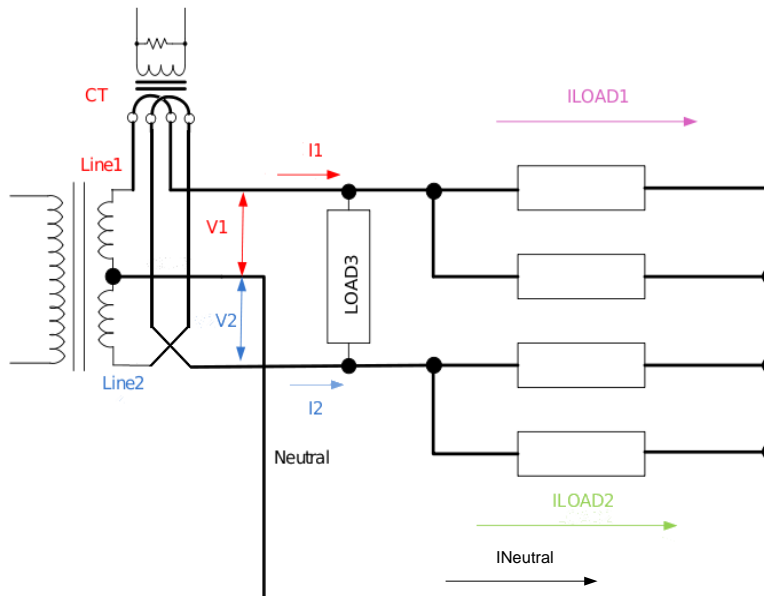 CT
ILOAD1
Line1
I1
V1
LOAD3
V2
Line2
I2
Neutral
ILOAD2
INeutral